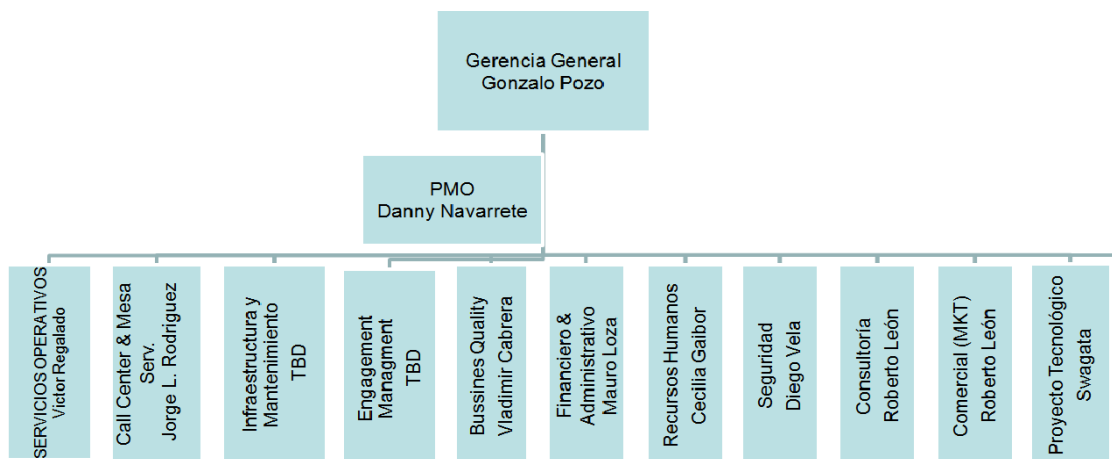 Gerencia General
Gonzalo Pozo
PMO
Danny Navarrete
SERVICIOS OPERATIVOS
Victor Regalado
Call Center & Mesa
Serv.
Jorge L. Rodriguez
Infraestructura y
Mantenimiento
TBD
Engagement
Managment
TBD
Bussines Quality
Vladimir Cabrera
Financiero &
Administrativo
Mauro Loza
Recursos Humanos
Cecilia Gaibor
Seguridad
Diego Vela
Consultoría
Roberto León
Comercial (MKT)
Roberto León
Proyecto Tecnológico
Swagata